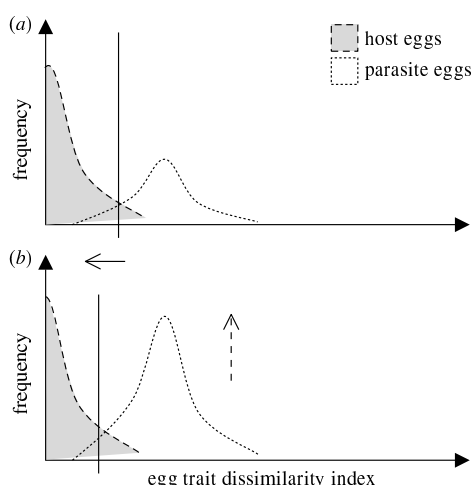 (a)
host eggs
parasite eggs
frequency
(b)
frequency
egg trait dissimilarity index